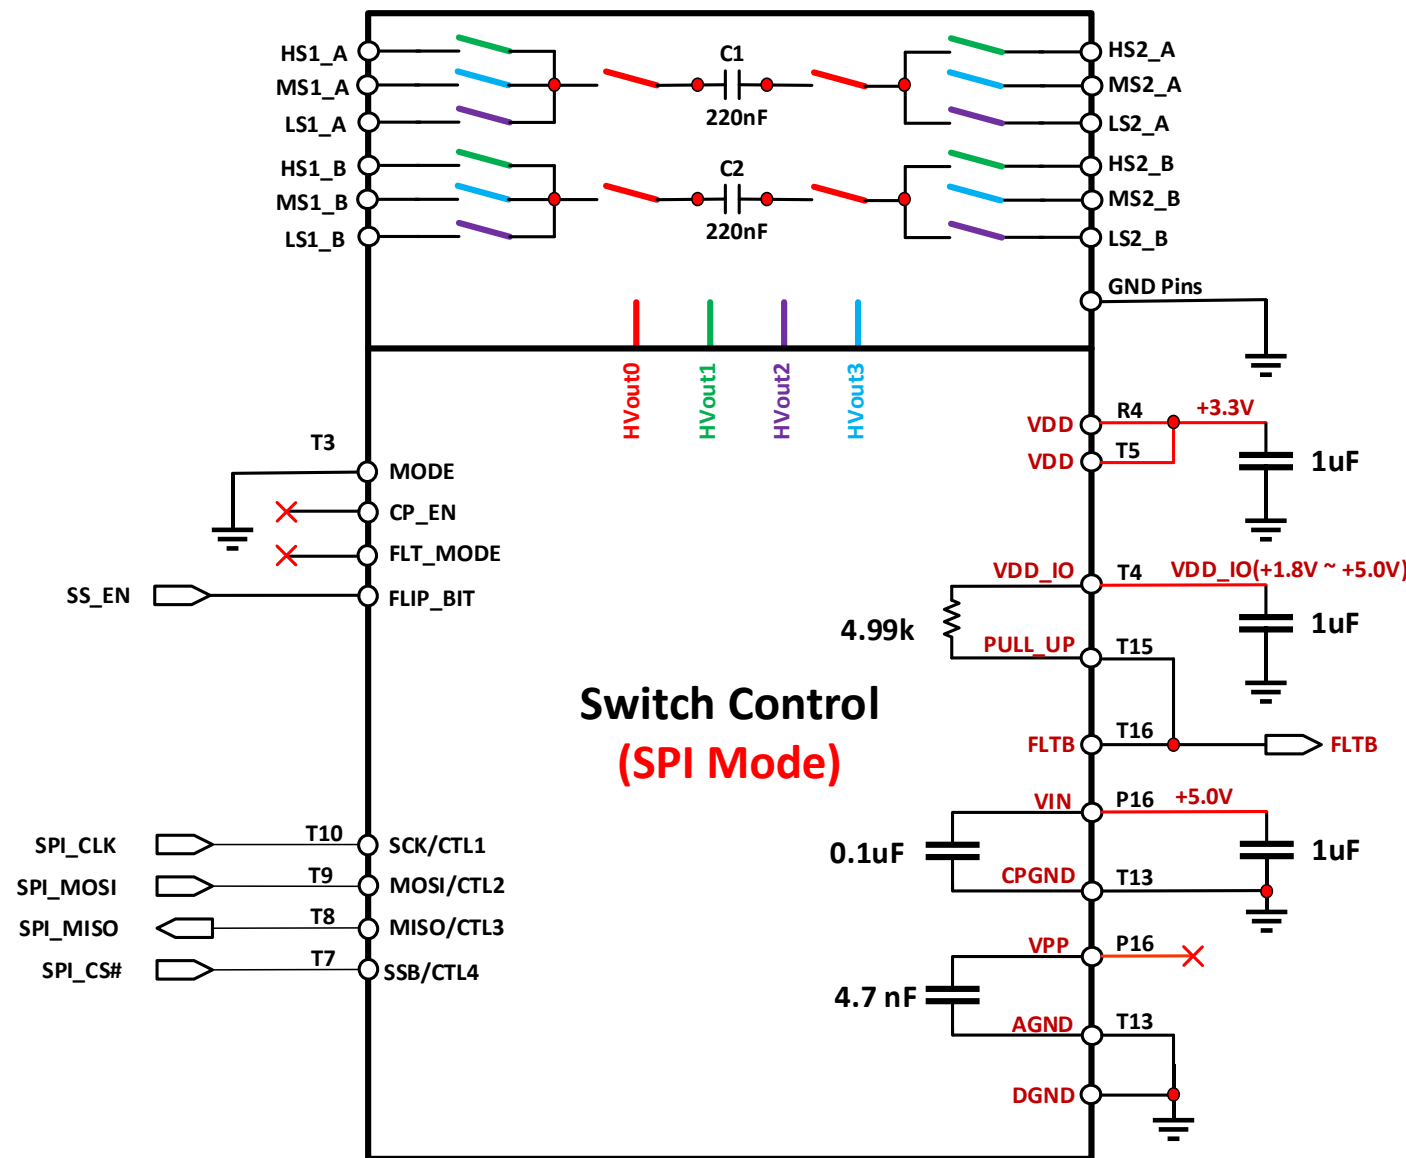 HS1_A
C1
HS2_A
MS1_A
MS2_A
LS1_A
220nF
LS2_A
HS1_B
C2
HS2_B
MS1_B
MS2_B
LS1_B
220nF
LS2_B
GND Pins
HVout0
HVout1
HVout2
HVout3
VDD
R4
+3.3V
VDD
T5
1uF
T3
MODE
CP_EN
FLT_MODE
SS_EN
FLIP_BIT
VDD_IO
T4
VDD_IO(+1.8V ~ +5.0V)
4.99k
1uF
PULL_UP
T15
Switch Control
(SPI Mode)
FLTB
T16
FLTB
VIN
P16
+5.0V
0.1uF
1uF
CPGND
T13
SPI_CLK
T10
SCK/CTL1
SPI_MOSI
T9
MOSI/CTL2
SPI_MISO
T8
MISO/CTL3
SPI_CS#
T7
SSB/CTL4
VPP
P16
4.7 nF
AGND
T13
DGND